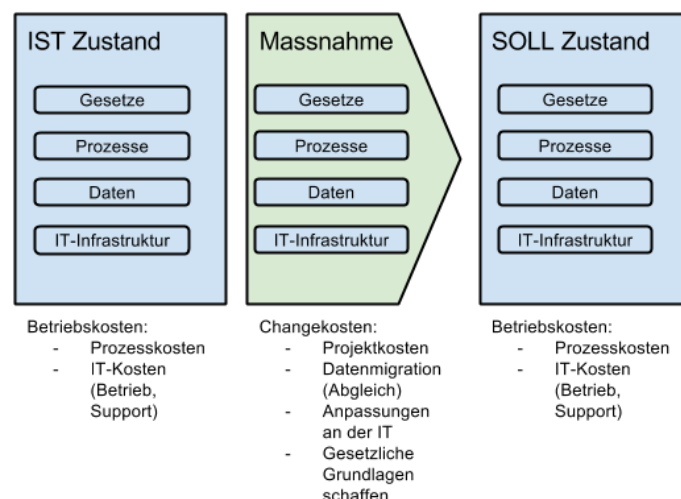 IST Zustand
Gesetze
Prozesse
Daten
IT-Infrastruktur
Betriebskosten:
- Prozesskosten
- IT-Kosten
(Betrieb,
Support)
Massnahme
Gesetze
Prozesse
Daten
IT-Infrastruktur
Changekosten:
- Projektkosten
- Datenmigration
(Abgleich)
- Anpassungen
an der IT
- Gesetzliche
Grundlagen
schaffen
SOLL Zustand
Gesetze
Prozesse
Daten
IT-Infrastruktur
Betriebskosten:
- Prozesskosten
- IT-Kosten
(Betrieb,
Support)